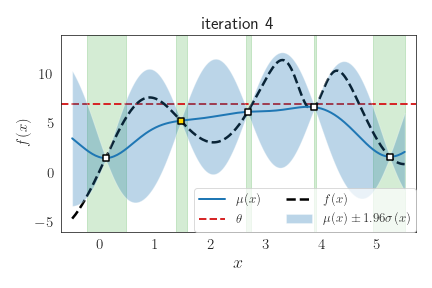 iteration 4
10
5
0
−5
f(x)
μ(x)
θ
f(x)
μ(x) ± 1.96σ(x)
0 1 2 3 4 5
x